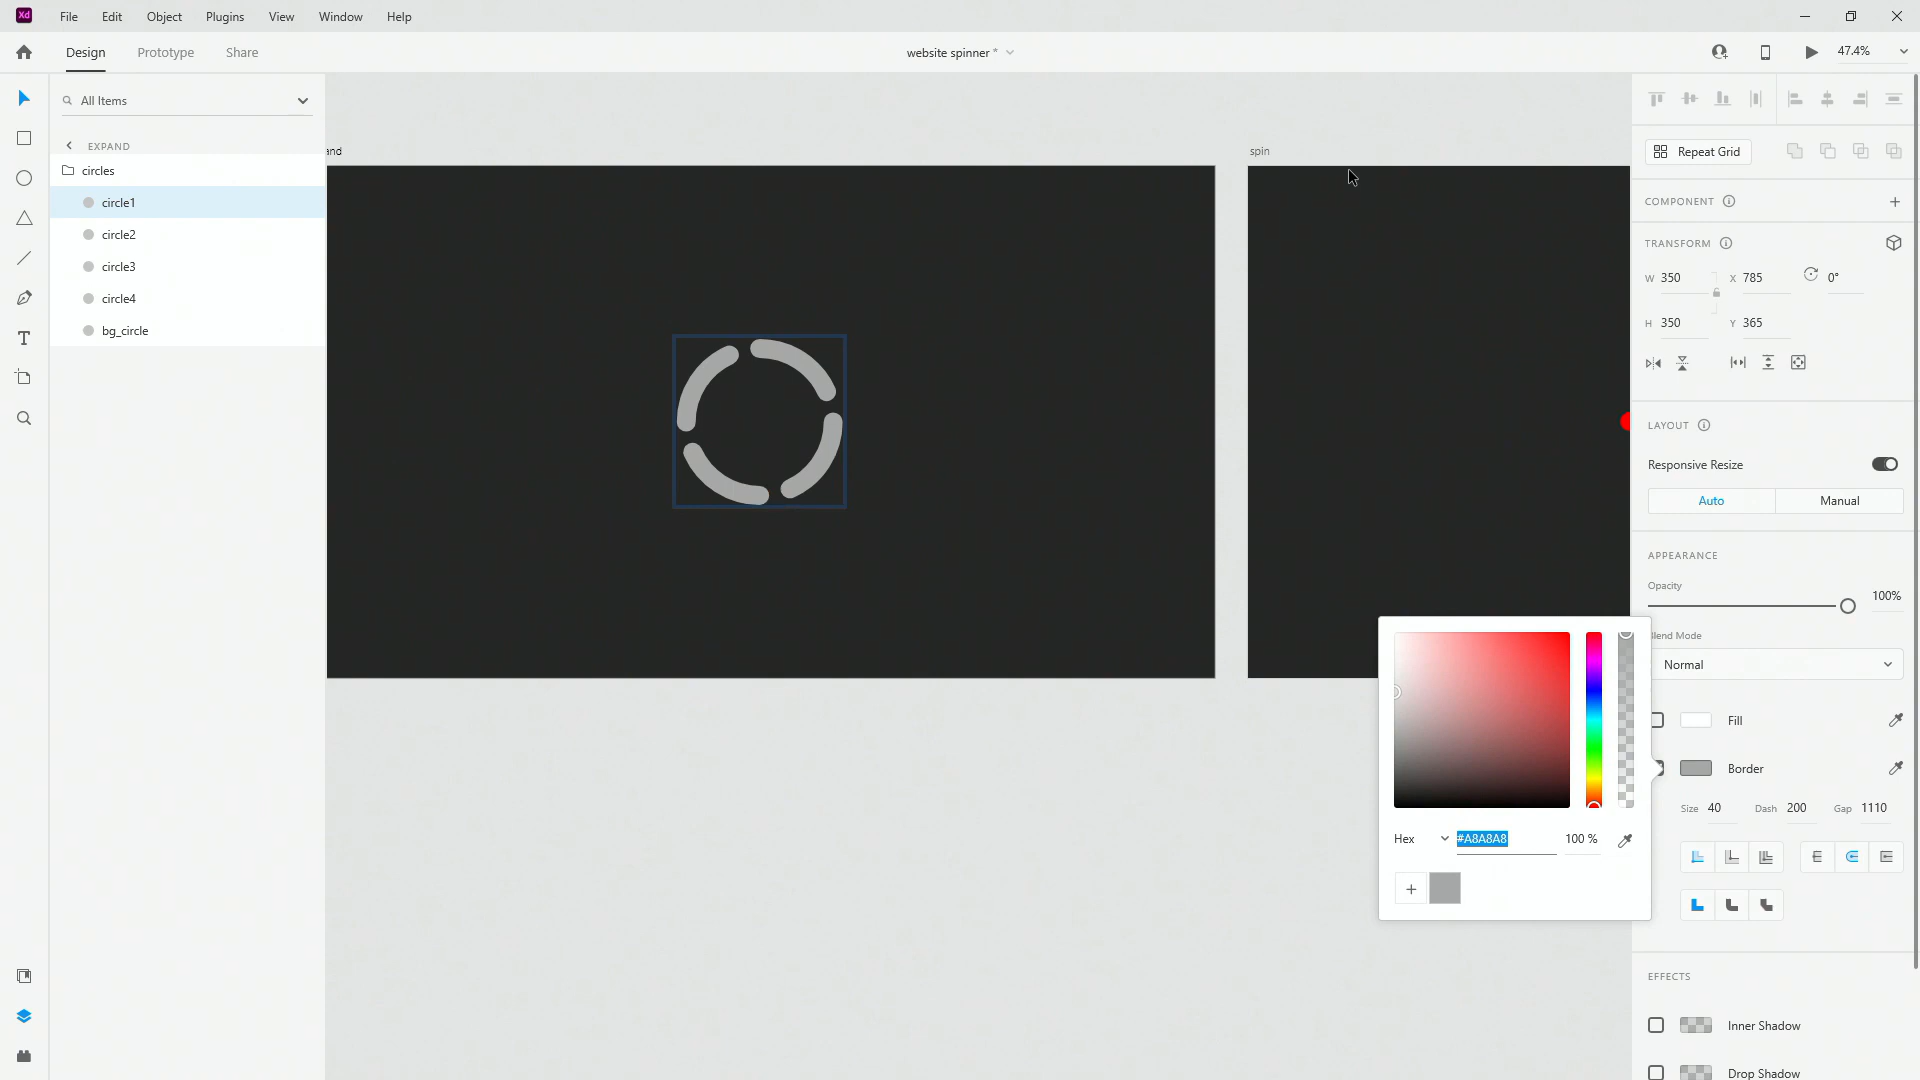 Xd
File Edit Object Plugins View Window Help
Design Prototype Share
website spinner *
47.4%
All Items
EXPAND
circles
circle1
circle2
circle3
circle4
bg_circle
and
spin
Repeat Grid
COMPONENT
TRANSFORM
W 350 X 785 0°
H 350 Y 365
LAYOUT
Responsive Resize
Auto Manual
APPEARANCE
Opacity
100%
lend Mode
Normal
Fill
Border
Size 40 Dash 200 Gap 1110
Hex #A8A8A8 100 %
EFFECTS
Inner Shadow
Drop Shadow